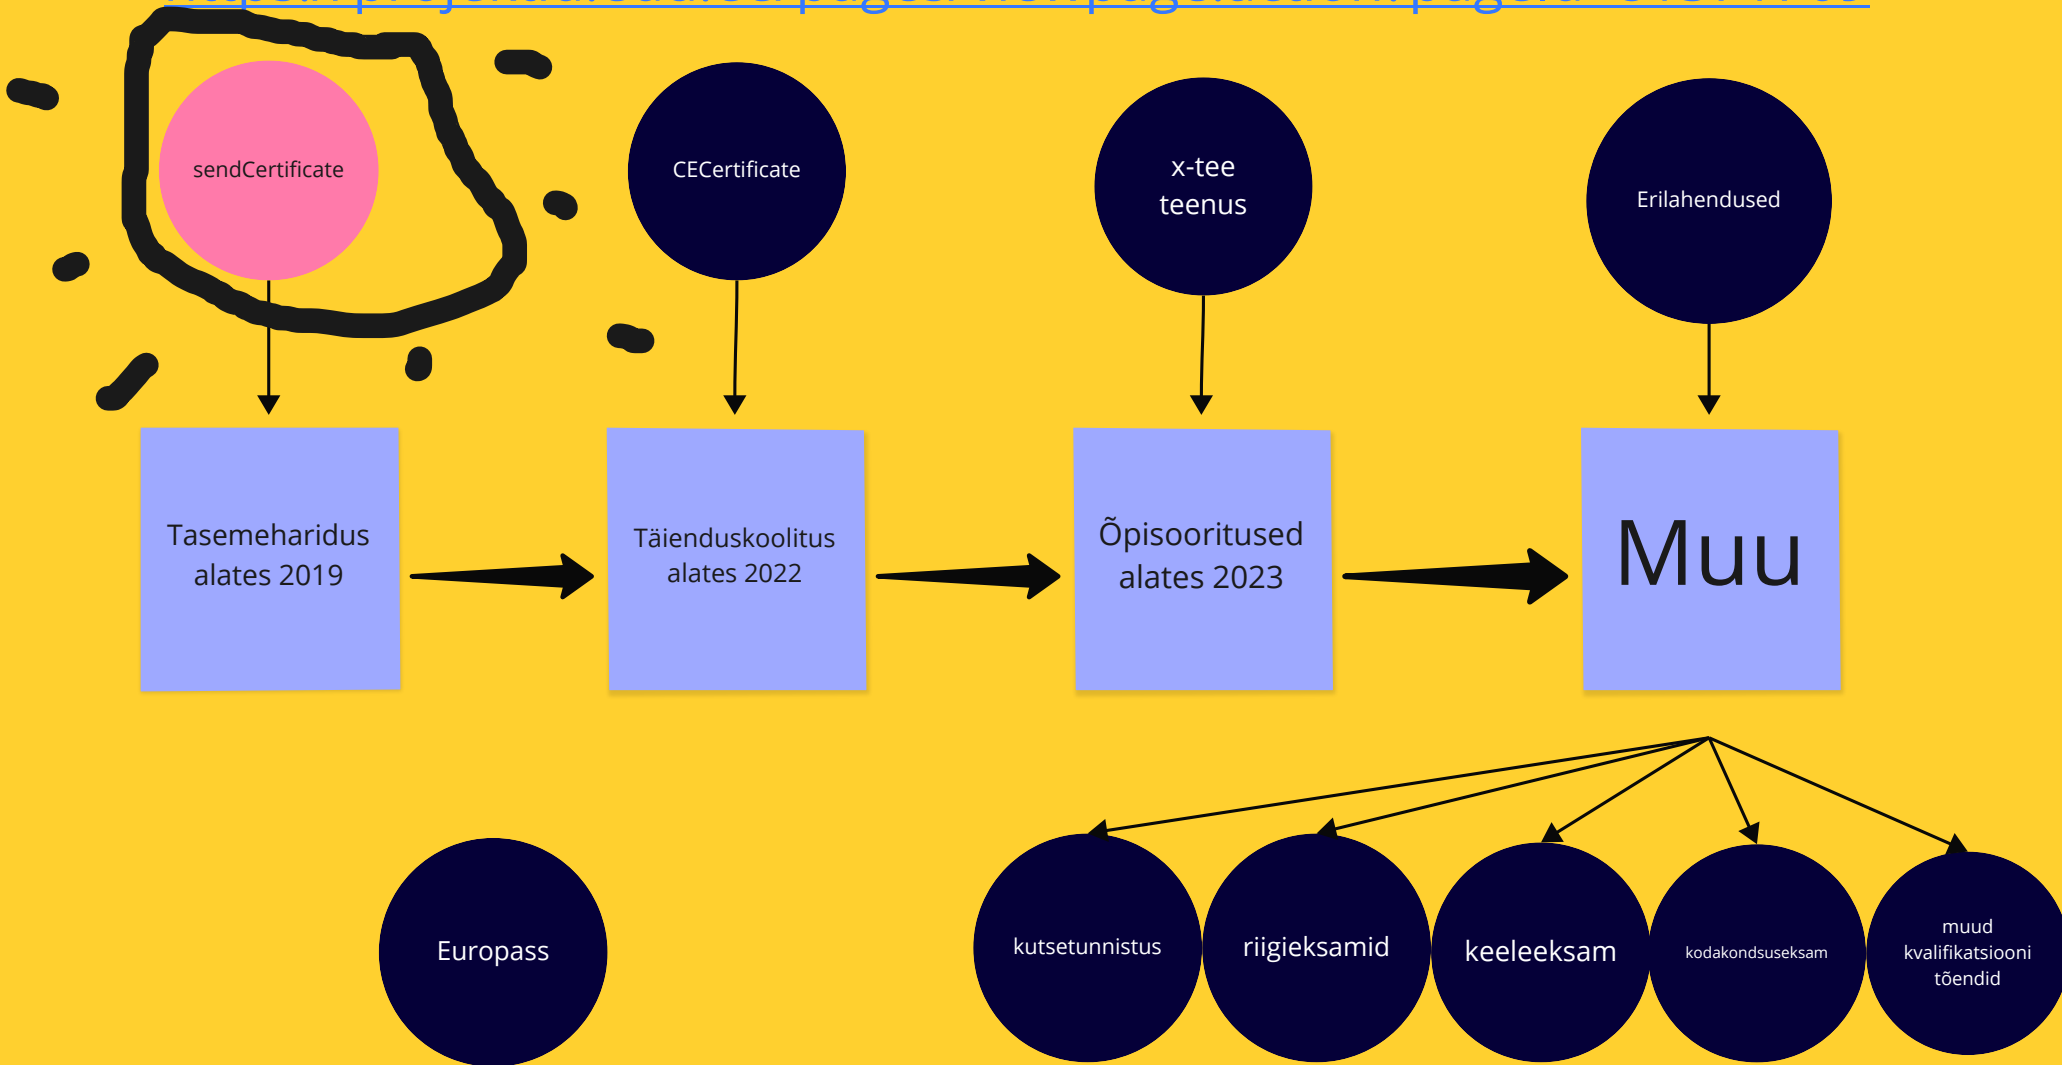 sendCertificate
CECertificate
x-tee
teenus
Erilahendused
Tasemeharidus
alates 2019
Täienduskoolitus
alates 2022
Õpisooritused
alates 2023
Muu
Europass
kutsetunnistus
riigieksamid
keeleeksam
kodakondsuseksam
muud
kvalifikatsiooni
tõendid